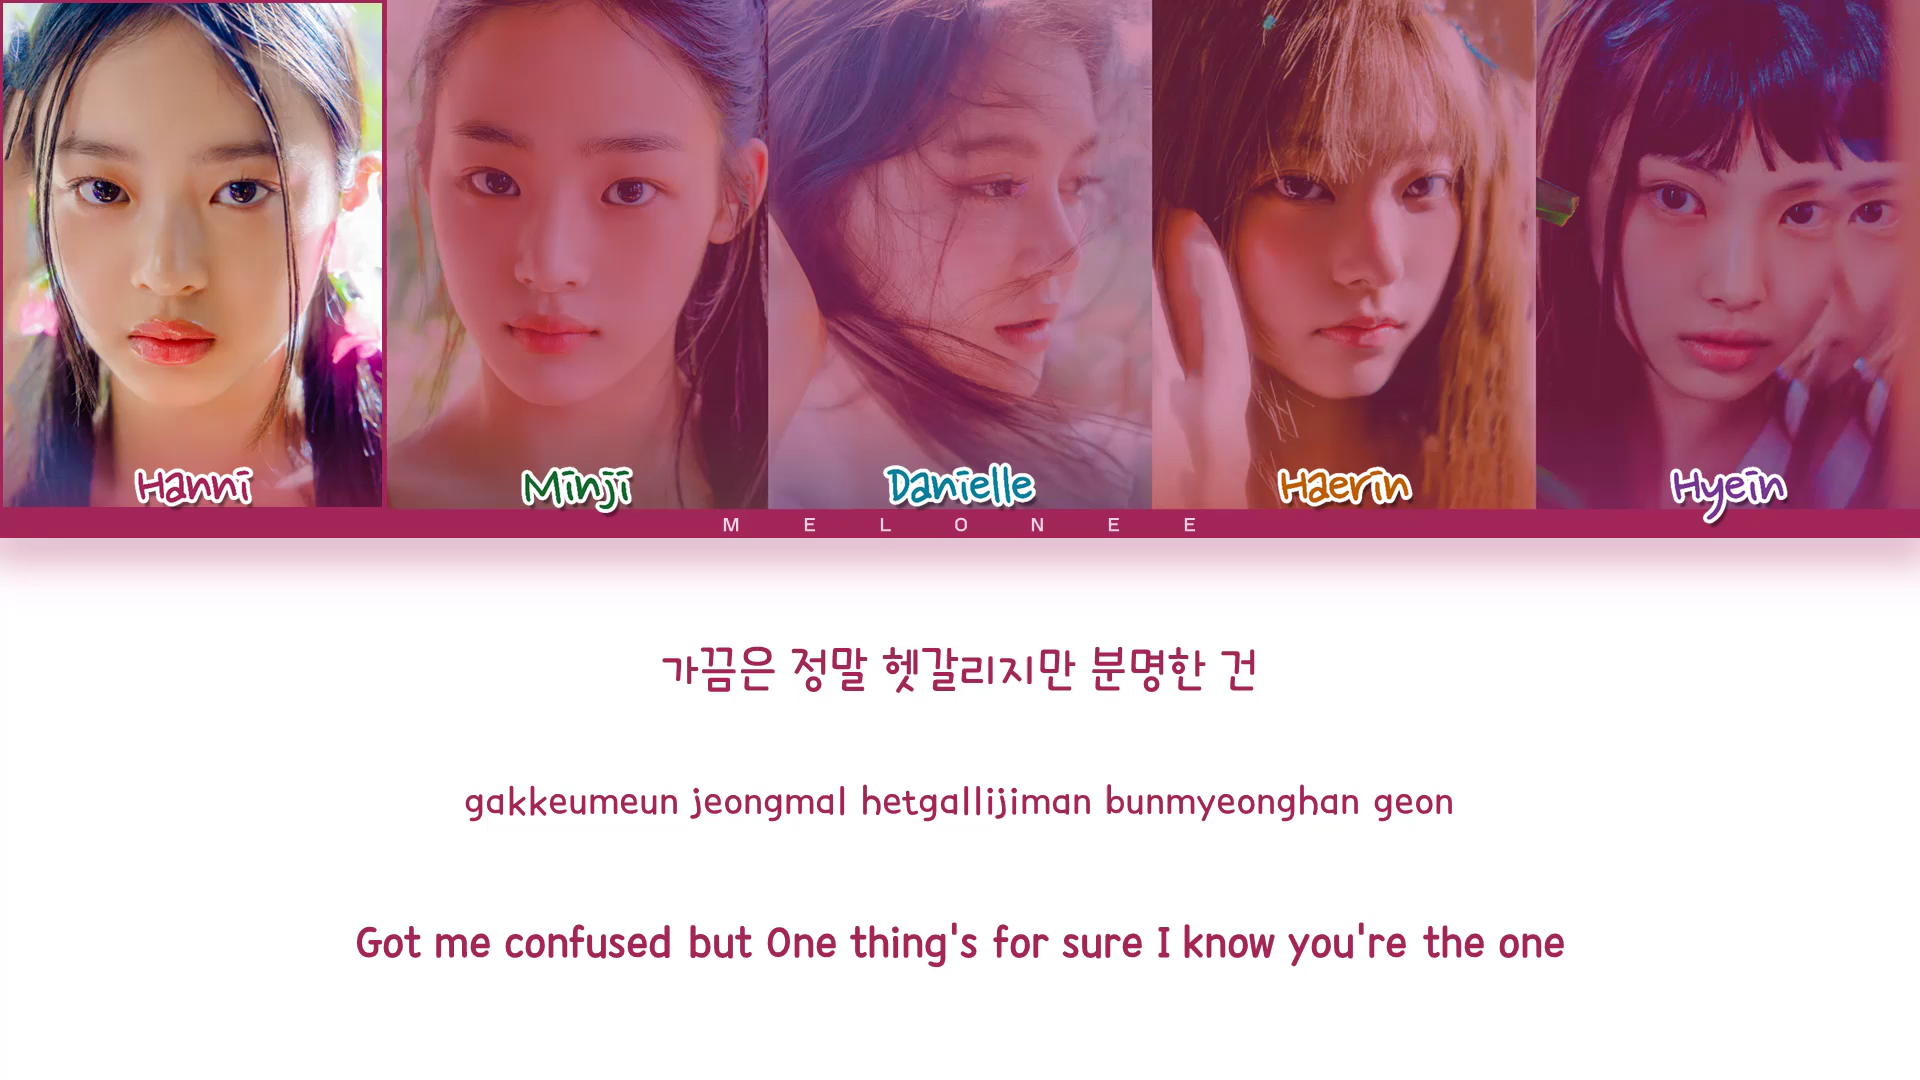 Hanni Minji Danielle Haerin Hyein
MELONEE
가끔은 정말 헷갈리지만 분명한 건
gakkeumeun jeongmal hetgallijiman bunmyeonghan geon
Got me confused but One thing's for sure I know you're the one